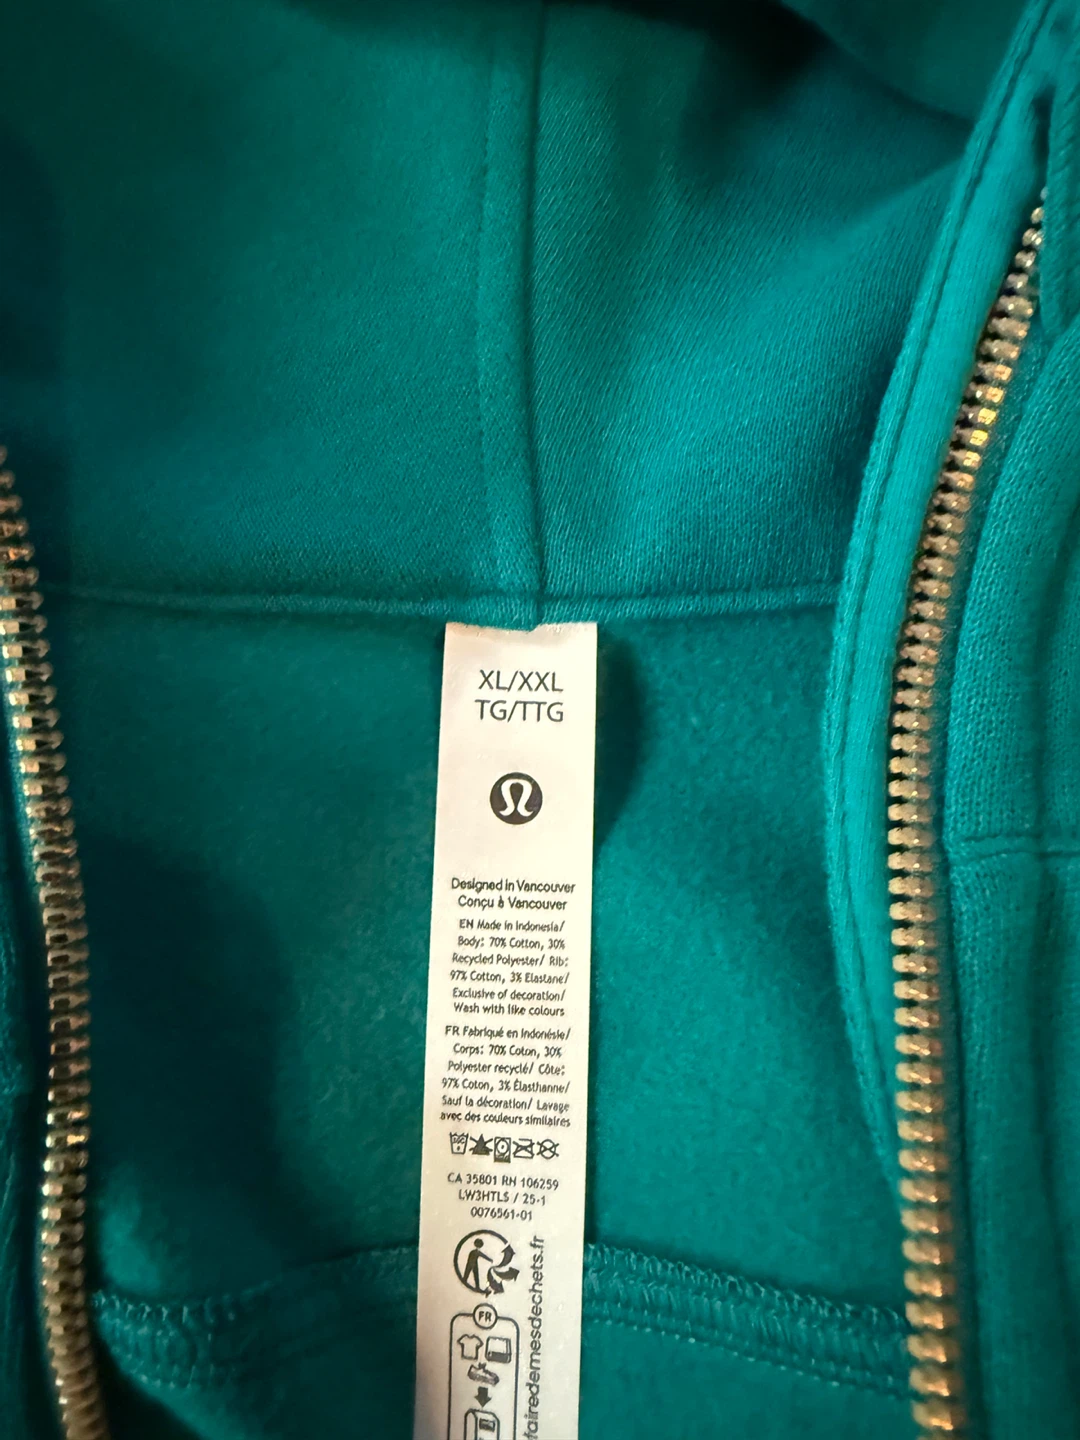 XL/XXL
TG/TTG
Designed in Vancouver
Conçu à Vancouver
EN Made in Indonesia/
Body: 70% Cotton, 30%
Recycled Polyester/ Rib:
97% Cotton, 3% Elastane/
Exclusive of decoration/
Wash with like colours
FR Fabriqué en Indonésie/
Corps: 70% Coton, 30%
Polyester recyclé/ Côte:
97% Coton, 3% Élasthanne/
Sauf la décoration/ Lavage
avec des couleurs similaires
CA 35801 RN 106259
LW3HTLS / 25-1
0076561-01
FR
fairedemesdechets.fr